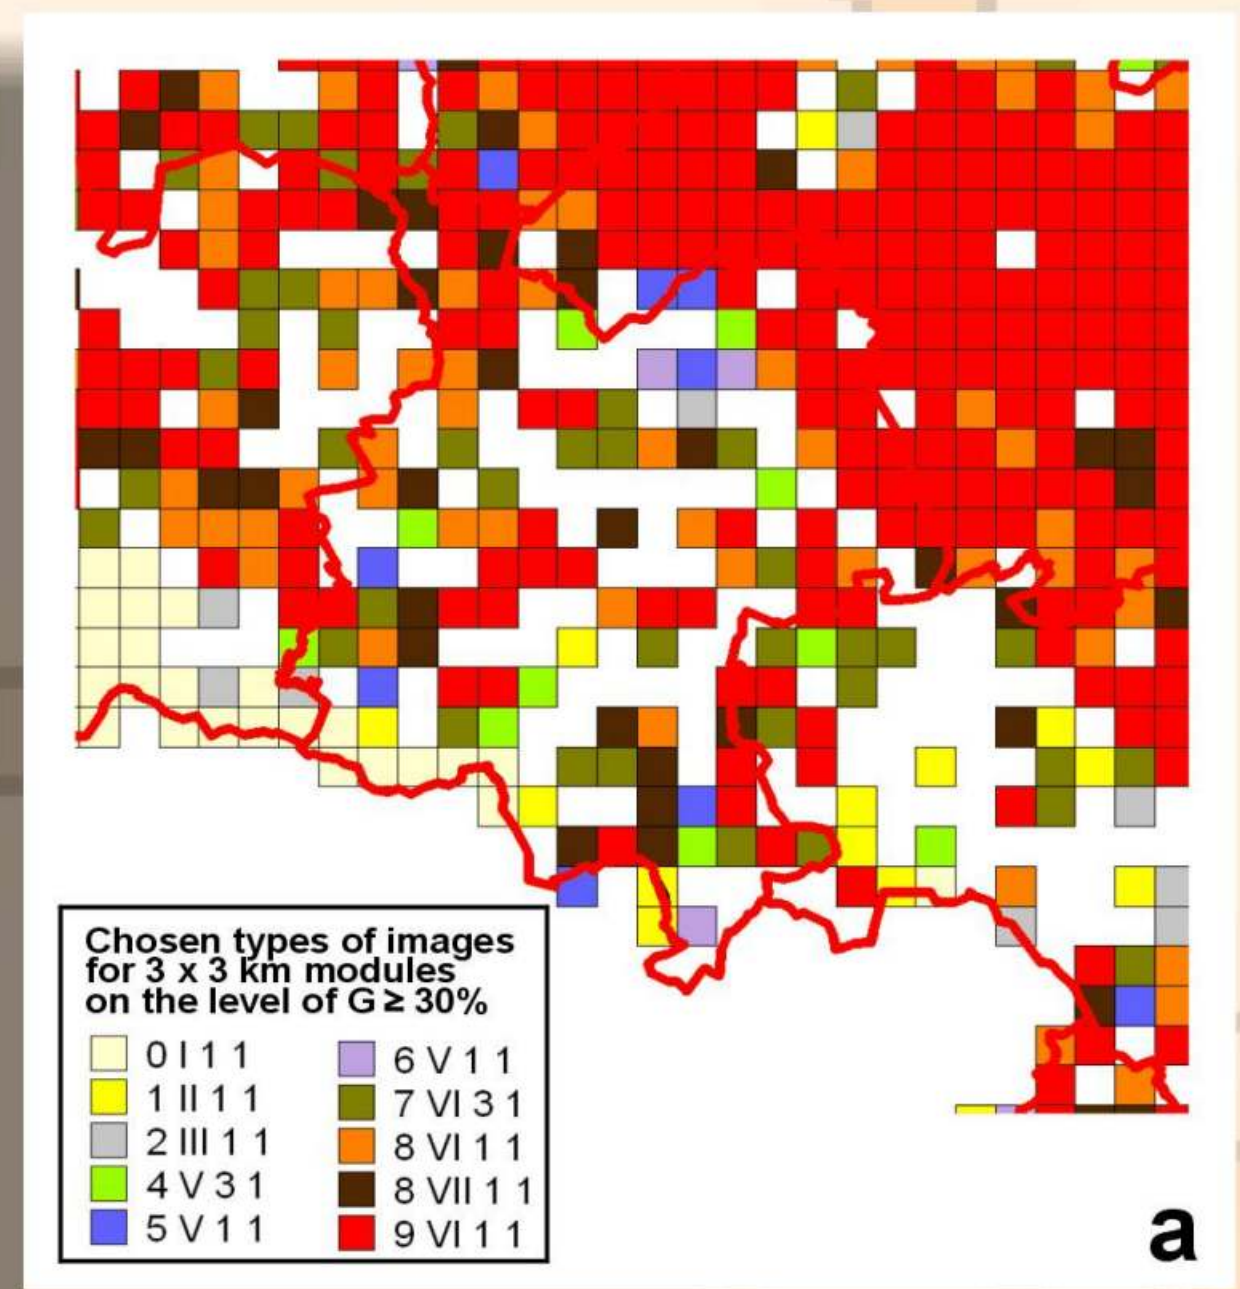 Chosen types of images
for 3 x 3 km modules
on the level of G ≥ 30%
0 I 1 1
1 II 1 1
2 III 1 1
4 V 3 1
5 V 1 1
6 V 1 1
7 VI 3 1
8 VI 1 1
8 VII 1 1
9 VI 1 1
a